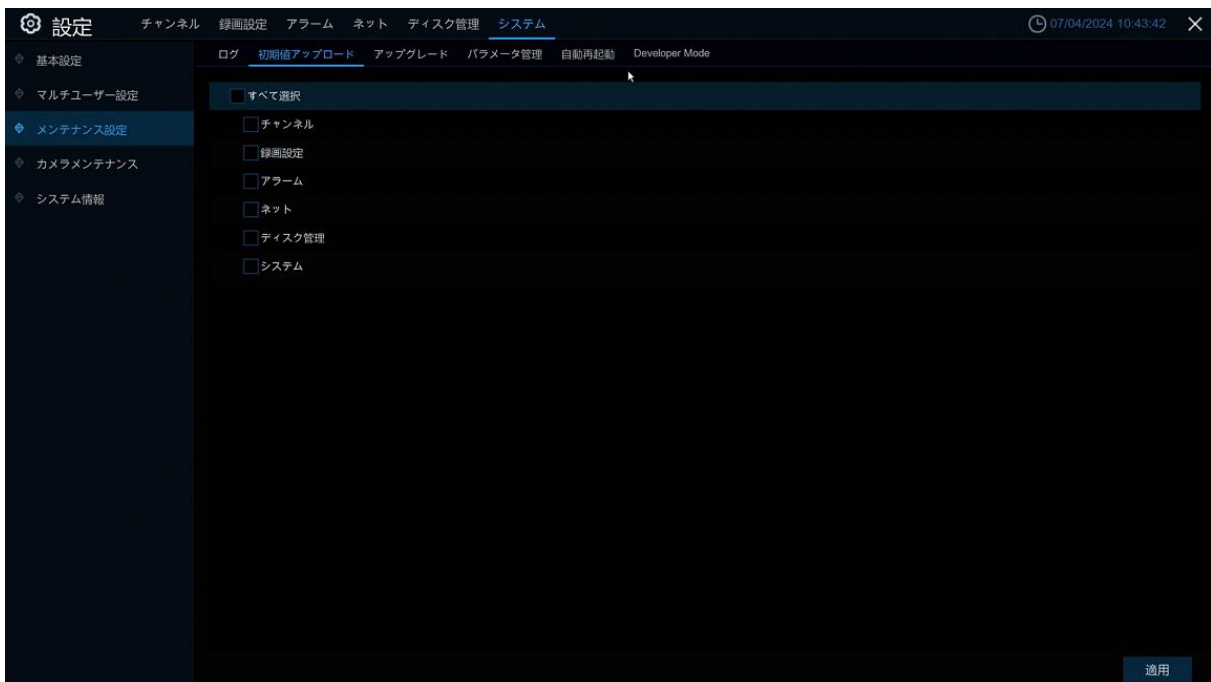 設定 チャンネル 録画設定 アラーム ネット ディスク管理 システム 07/04/2024 10:43:42
ログ 初期値アップロード アップグレード パラメータ管理 自動再起動 Developer Mode
基本設定
マルチユーザー設定
メンテナンス設定
カメラメンテナンス
システム情報
すべて選択
チャンネル
録画設定
アラーム
ネット
ディスク管理
システム
適用